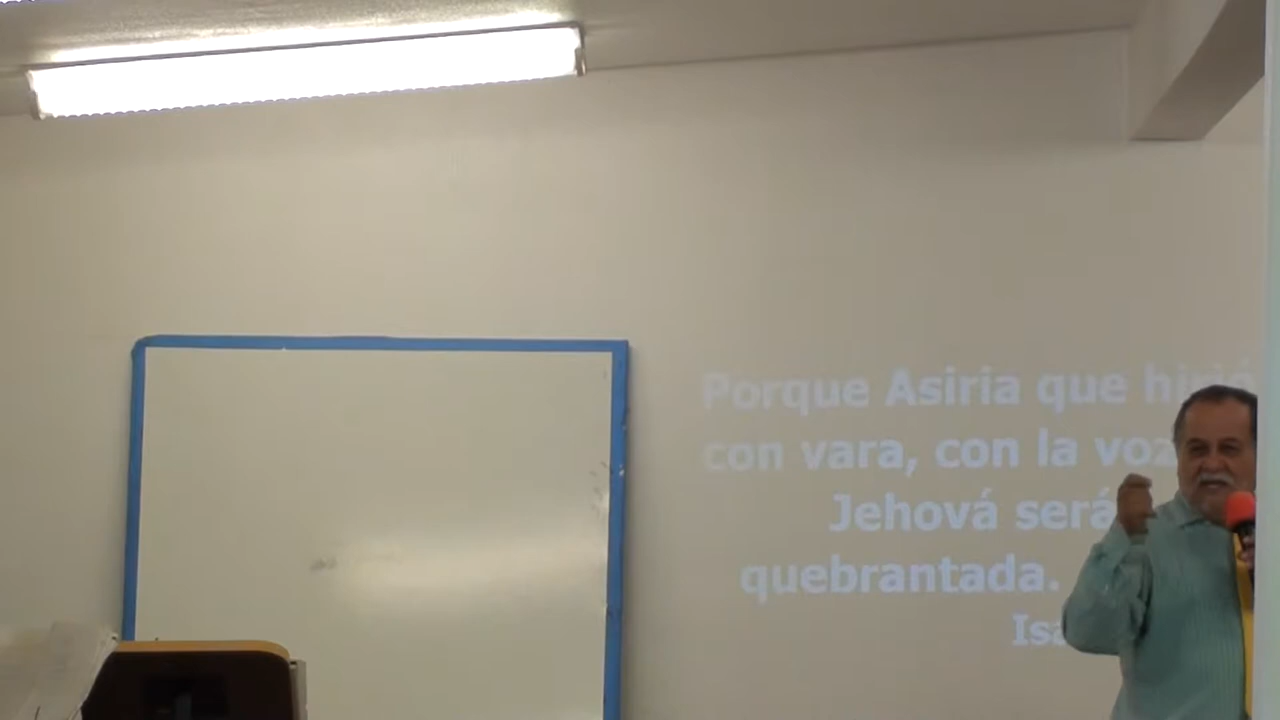 Porque Asiria que hirió
con vara, con la voz
Jehová será
quebrantada.